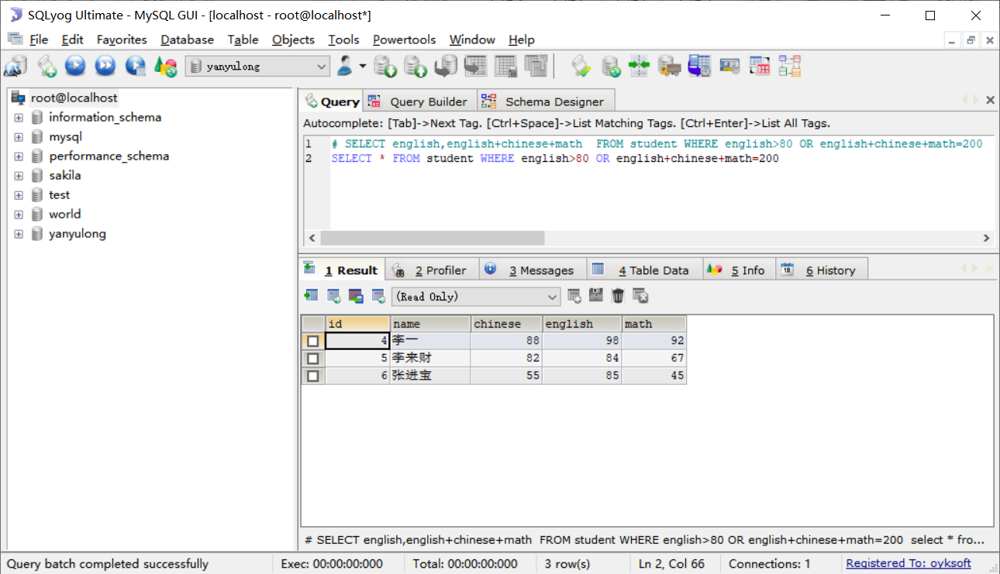 SQLyog Ultimate - MySQL GUI - [localhost - root@localhost*]
File Edit Favorites Database Table Objects Tools Powertools Window Help
yanyulong
root@localhost
information_schema
mysql
performance_schema
sakila
test
world
yanyulong
Query Query Builder Schema Designer
Autocomplete: [Tab]->Next Tag. [Ctrl+Space]->List Matching Tags. [Ctrl+Enter]->List All Tags.
1 # SELECT english,english+chinese+math  FROM student WHERE english>80 OR english+chinese+math=200
2 SELECT * FROM student WHERE english>80 OR english+chinese+math=200
1 Result 2 Profiler 3 Messages 4 Table Data 5 Info 6 History
(Read Only)
id name chinese english math
4 李一 88 98 92
5 李来财 82 84 67
6 张进宝 55 85 45
# SELECT english,english+chinese+math  FROM student WHERE english>80 OR english+chinese+math=200  select * fro...
Query batch completed successfully Exec: 00:00:00:000 Total: 00:00:00:000 3 row(s) Ln 2, Col 66 Connections: 1 Registered To: oyksoft